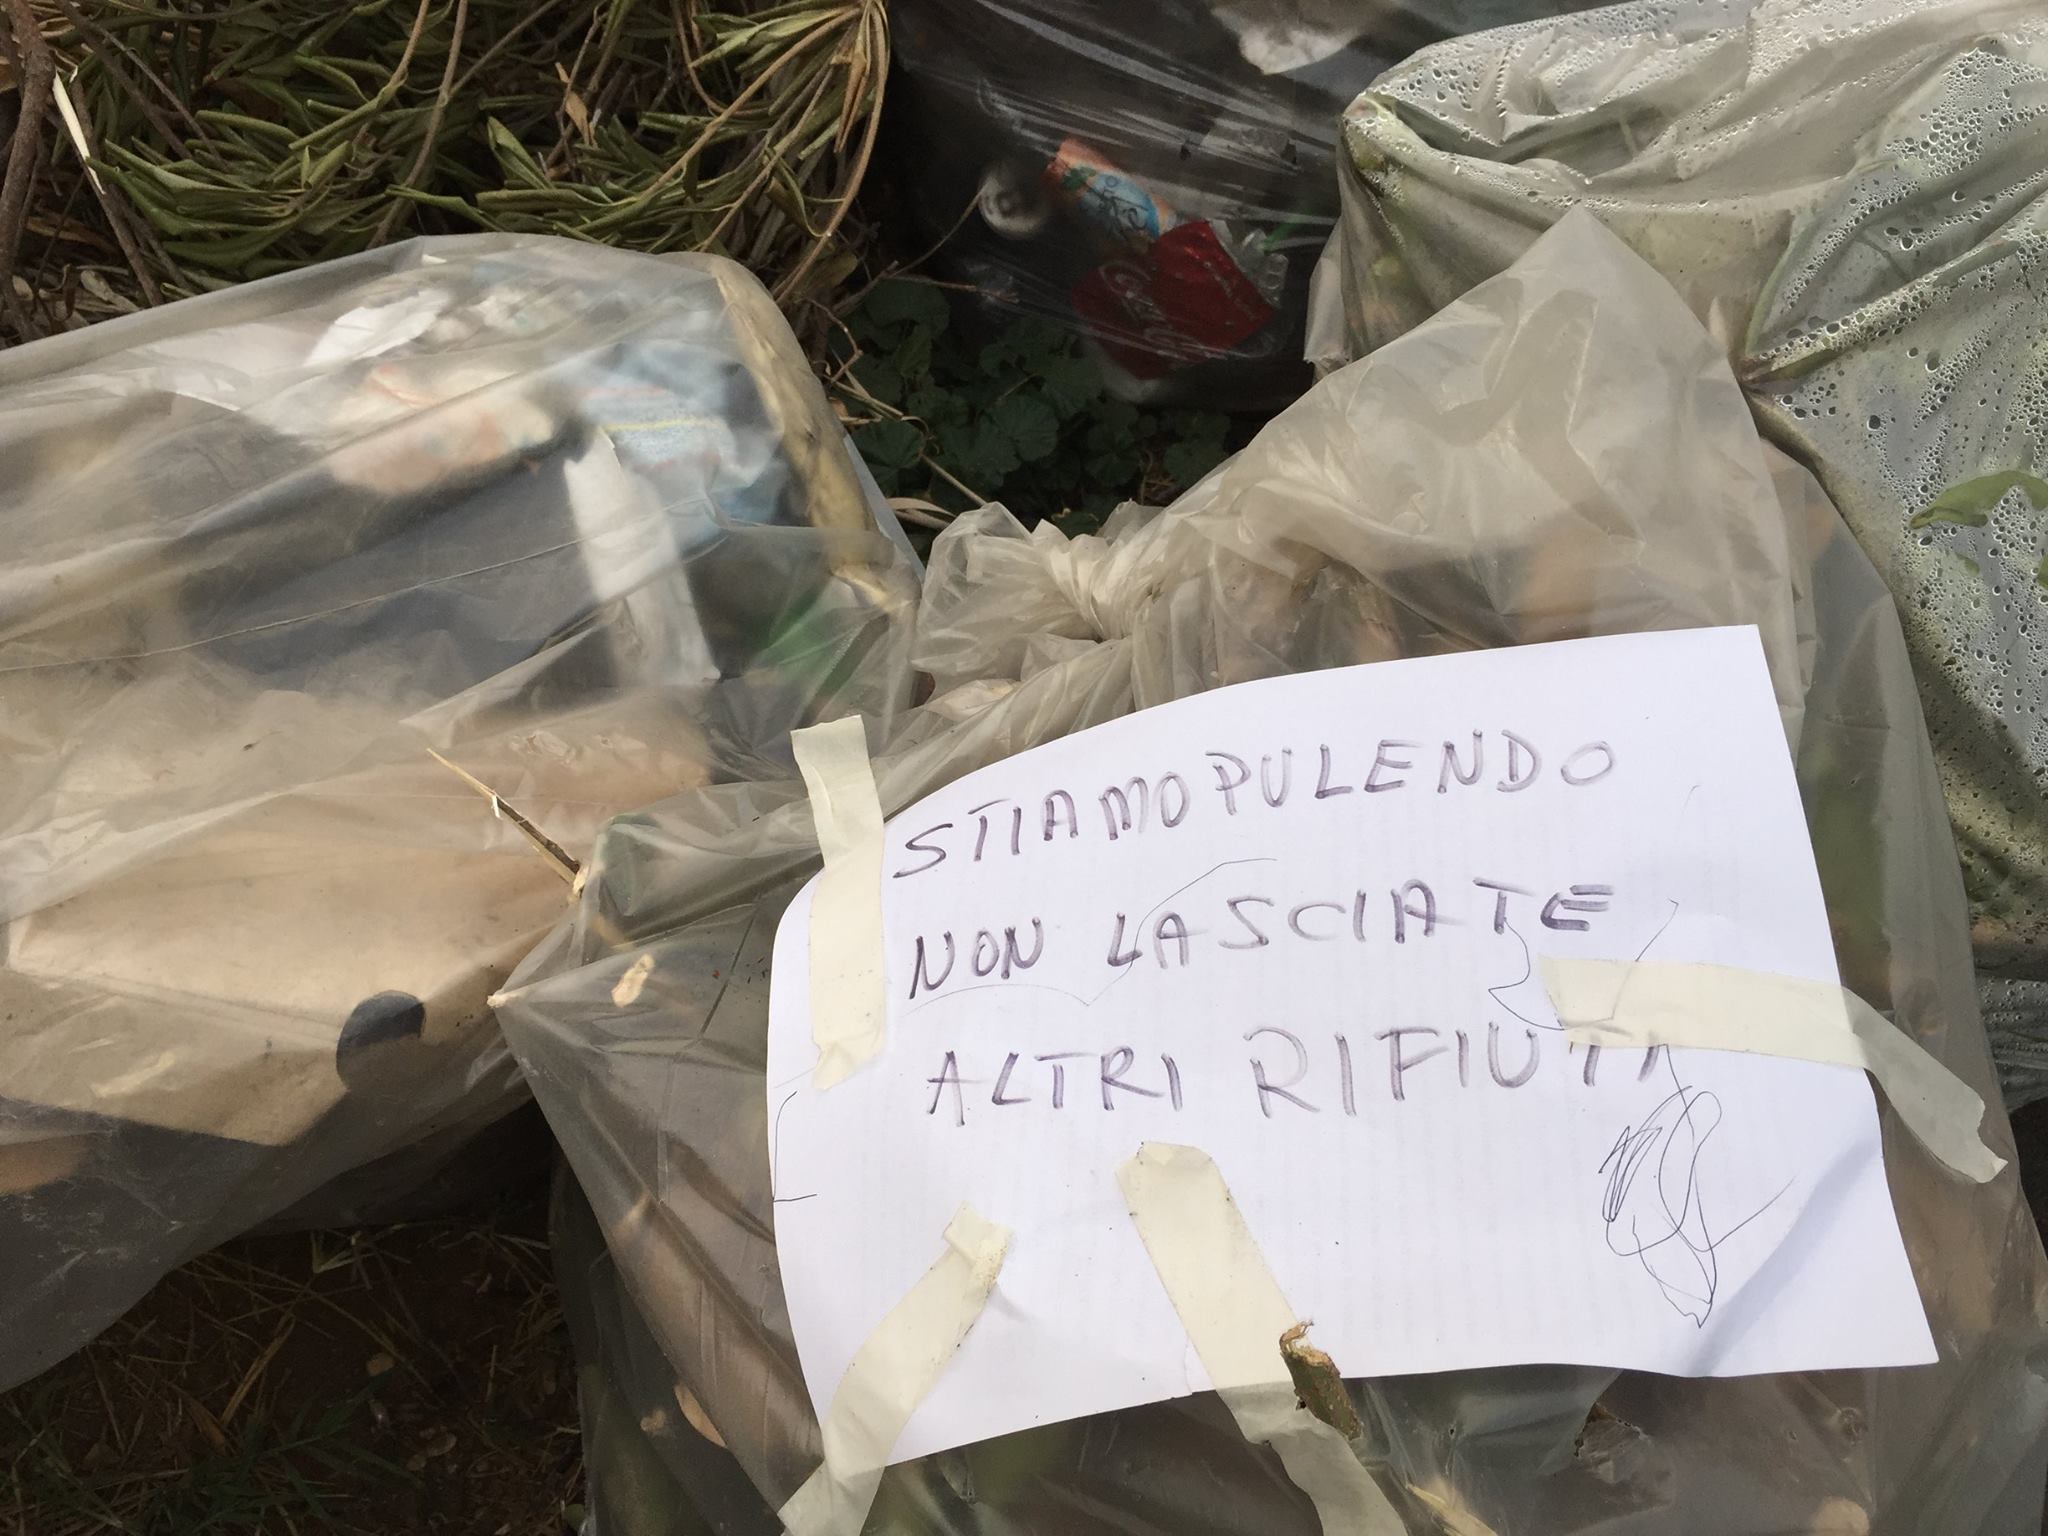 STIAMO PULENDO
NON LASCIATE
ALTRI RIFIUTI